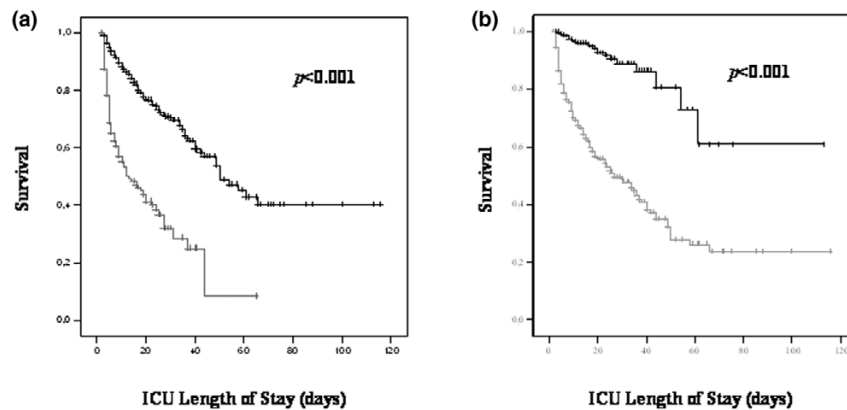 (a)
1,0
0,8
0,6
0,4
0,2
0,0
Survival
p<0.001
0 20 40 60 80 100 120
ICU Length of Stay (days)
(b)
1,0
0,8
0,6
0,4
0,2
0,0
Survival
p<0.001
0 20 40 60 80 100 120
ICU Length of Stay (days)